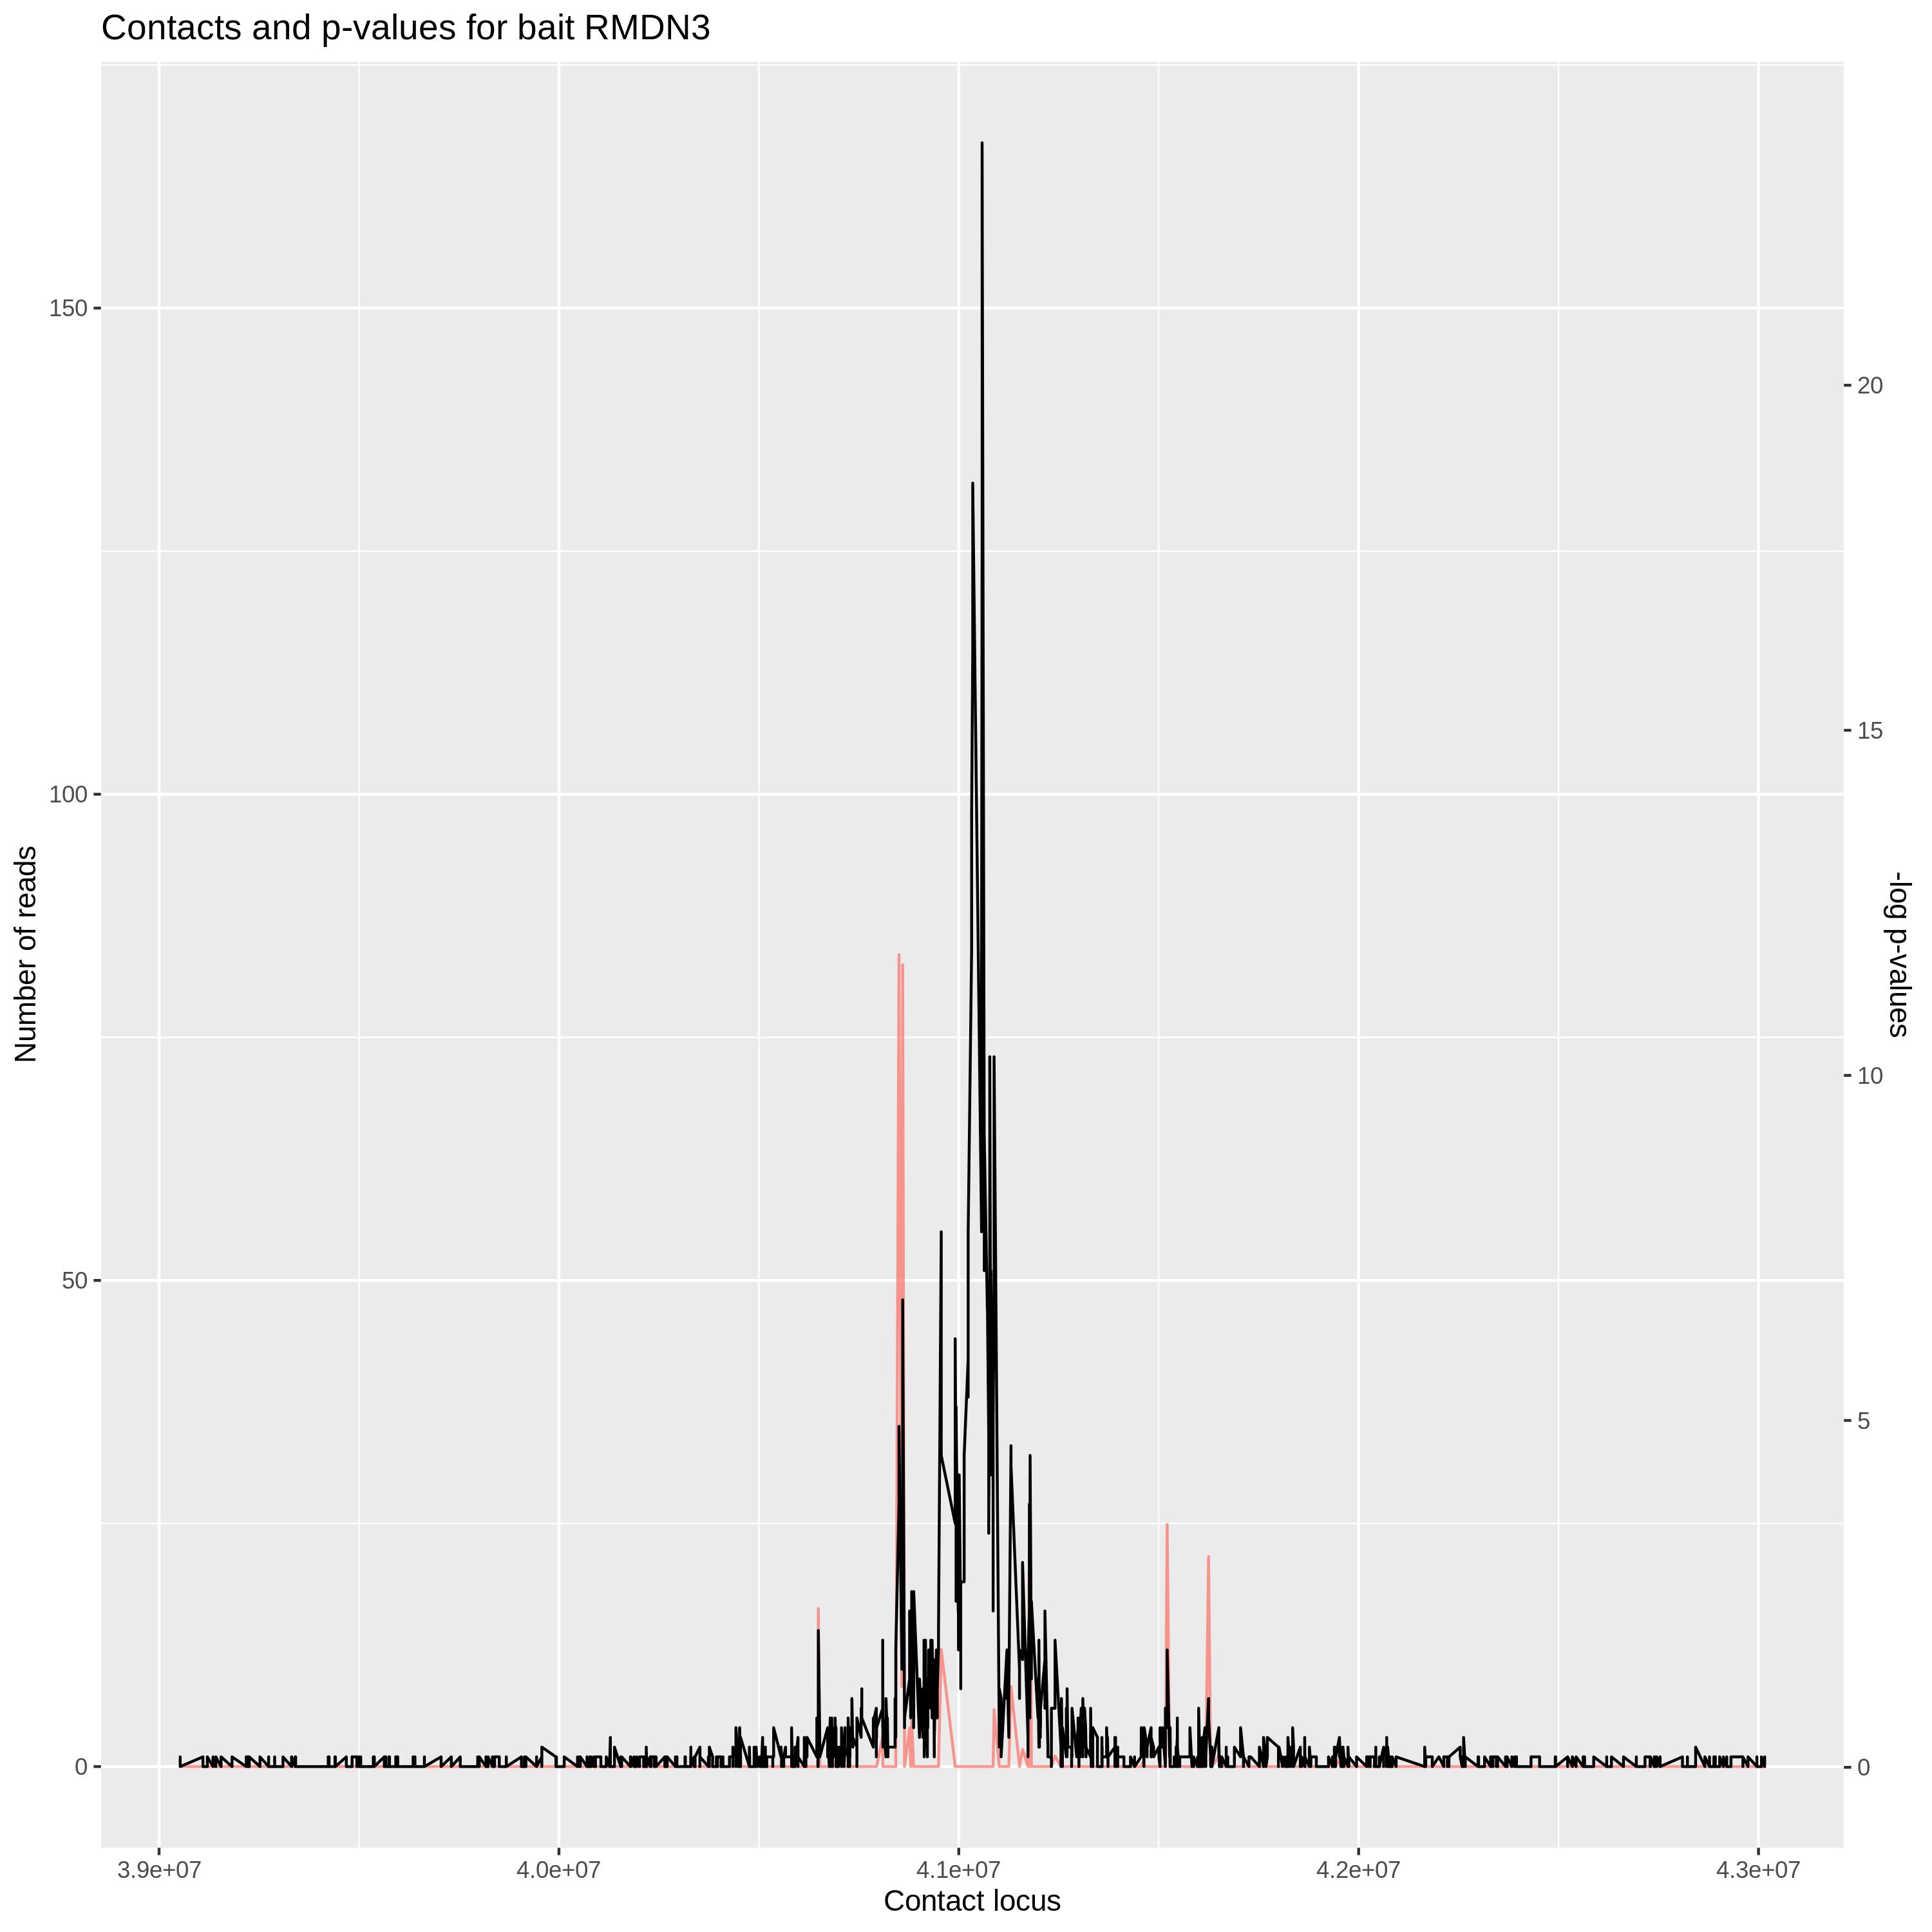 Contacts and p-values for bait RMDN3
150
100
50
0
Number of reads
20
15
10
5
0
-log p-values
3.9e+07
4.0e+07
4.1e+07
4.2e+07
4.3e+07
Contact locus